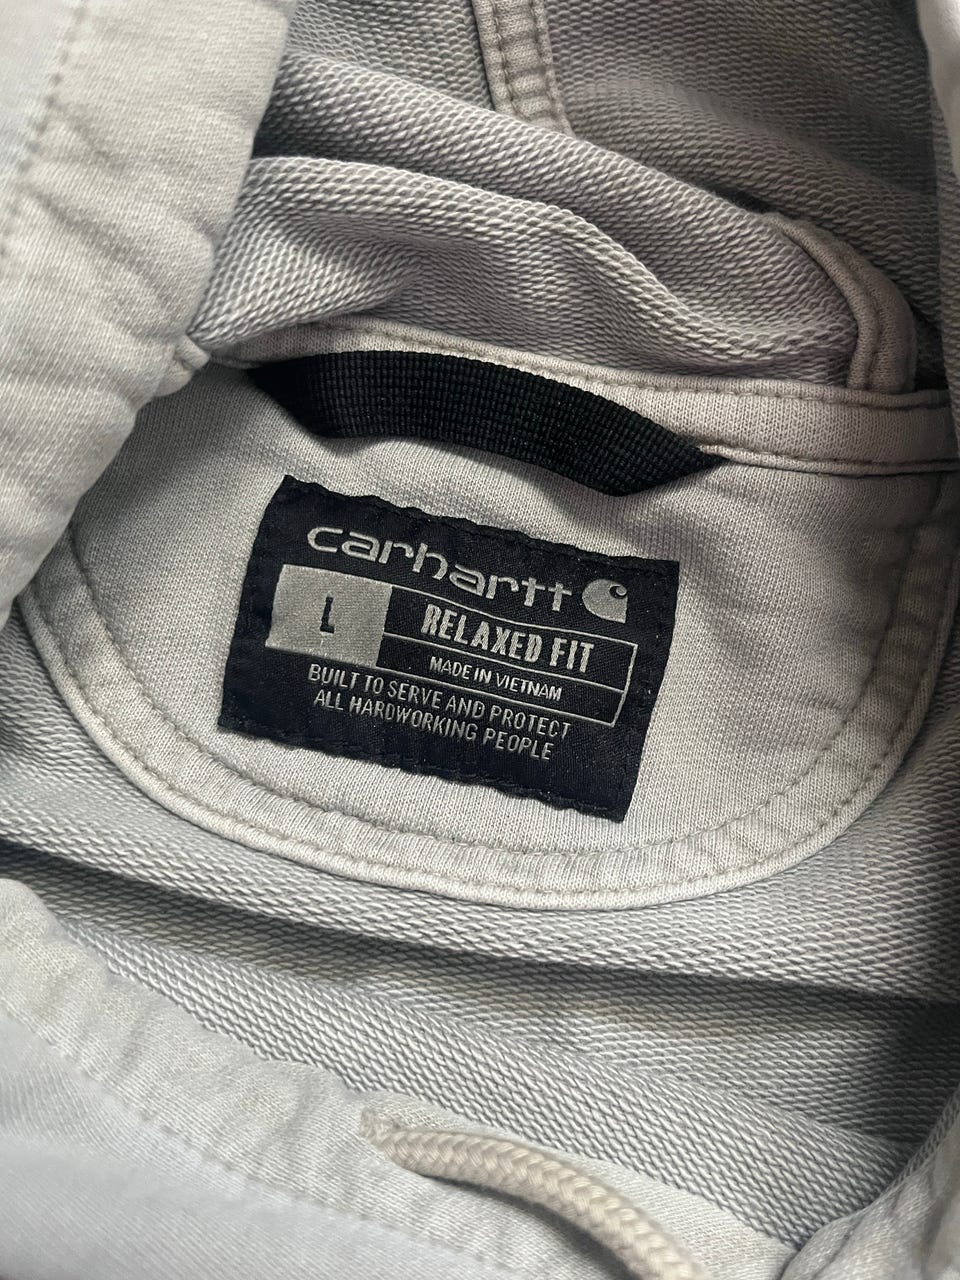 carhartt
L
RELAXED FIT
MADE IN VIETNAM
BUILT TO SERVE AND PROTECT
ALL HARDWORKING PEOPLE